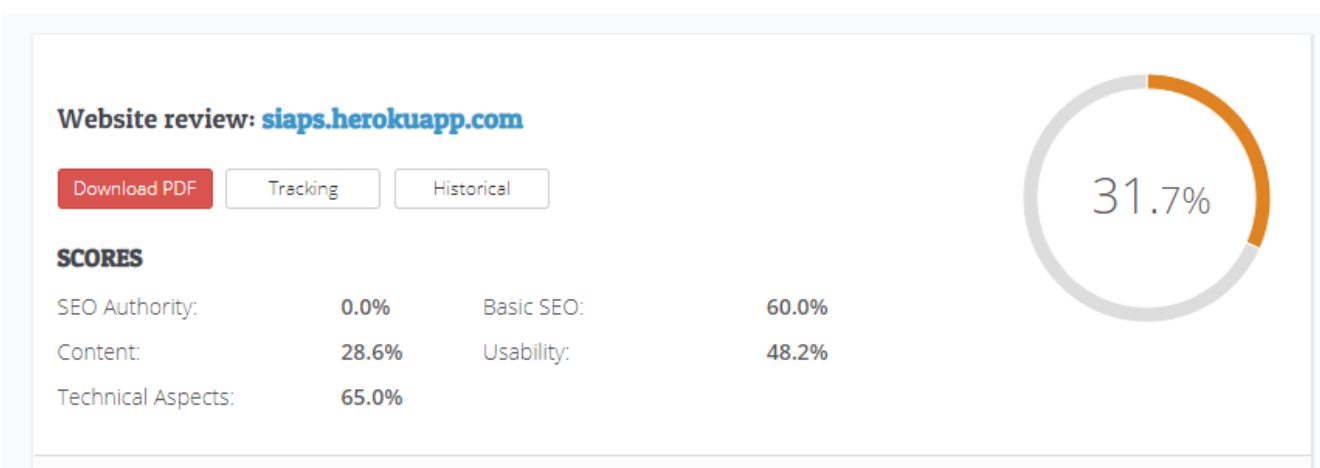 Website review: siaps.herokuapp.com
Download PDF Tracking Historical
31.7%
SCORES
SEO Authority: 0.0% Basic SEO: 60.0%
Content: 28.6% Usability: 48.2%
Technical Aspects: 65.0%